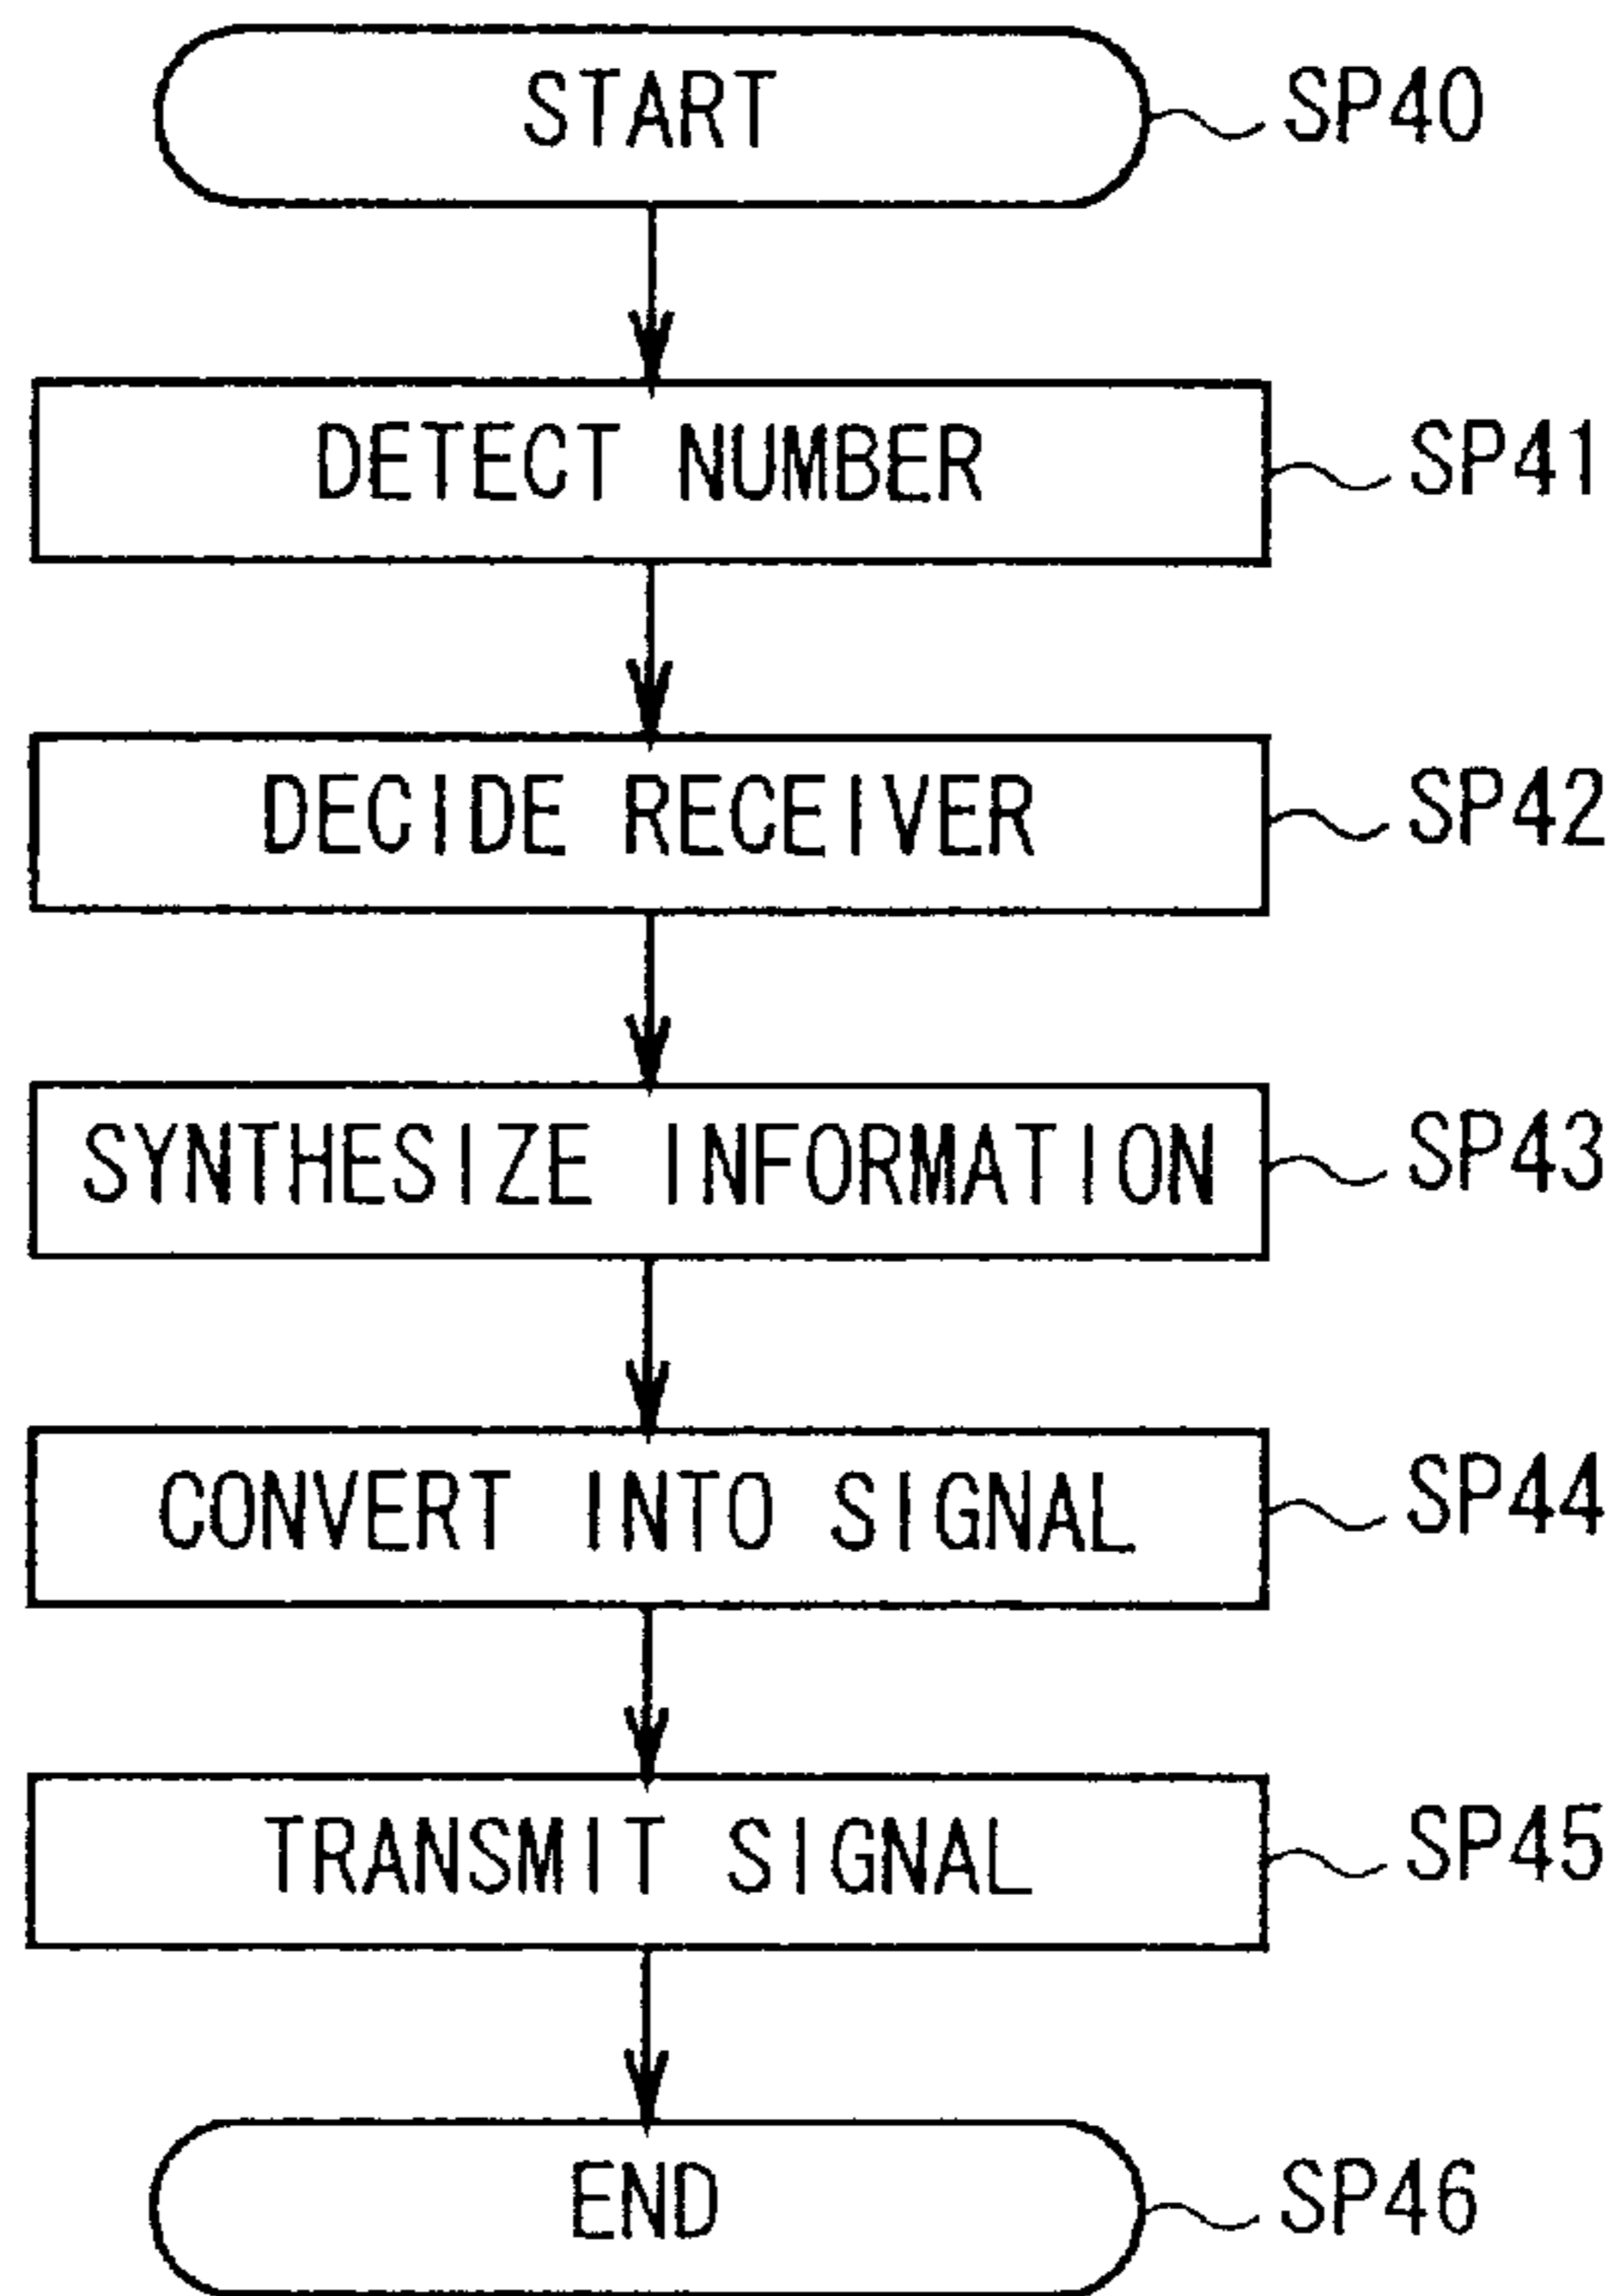 START SP40
DETECT NUMBER SP41
DECIDE RECEIVER SP42
SYNTHESIZE INFORMATION SP43
CONVERT INTO SIGNAL SP44
TRANSMIT SIGNAL SP45
END SP46